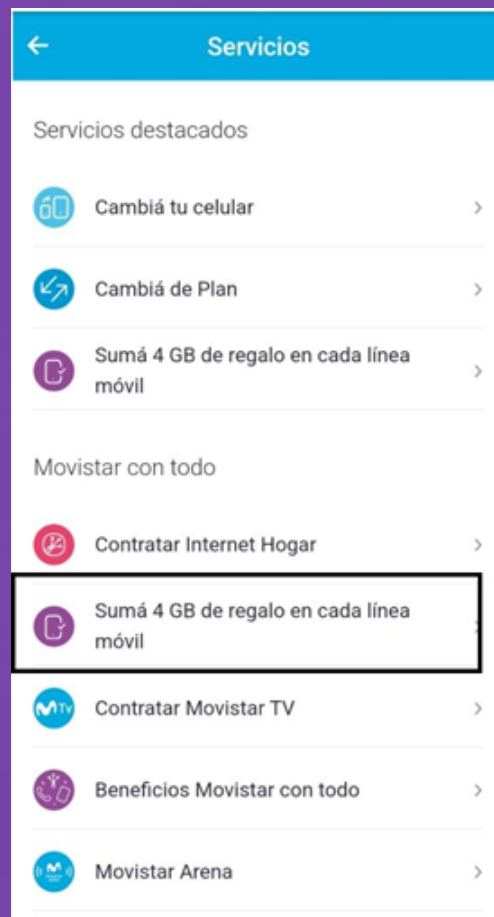 Servicios
Servicios destacados
Cambiá tu celular
Cambiá de Plan
Sumá 4 GB de regalo en cada línea
móvil
Movistar con todo
Contratar Internet Hogar
Sumá 4 GB de regalo en cada línea
móvil
M TV
Contratar Movistar TV
Beneficios Movistar con todo
Movistar Arena